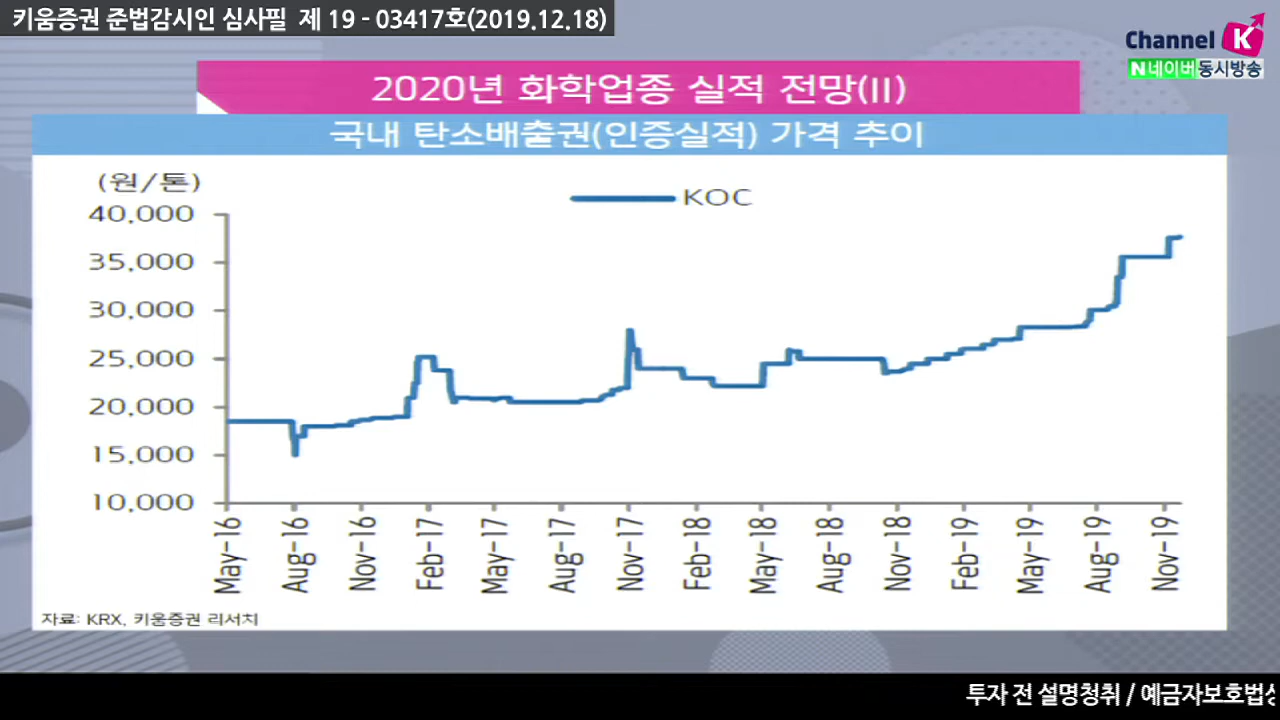 키움증권 준법감시인 심사필 제 19 - 03417호(2019.12.18)
Channel K
N 네이버 동시방송
2020년 화학업종 실적 전망(II)
국내 탄소배출권(인증실적) 가격 추이
(원/톤)
KOC
40,000
35,000
30,000
25,000
20,000
15,000
10,000
May-16 Aug-16 Nov-16 Feb-17 May-17 Aug-17 Nov-17 Feb-18 May-18 Aug-18 Nov-18 Feb-19 May-19 Aug-19 Nov-19
자료: KRX, 키움증권 리서치
투자 전 설명청취 / 예금자보호법상